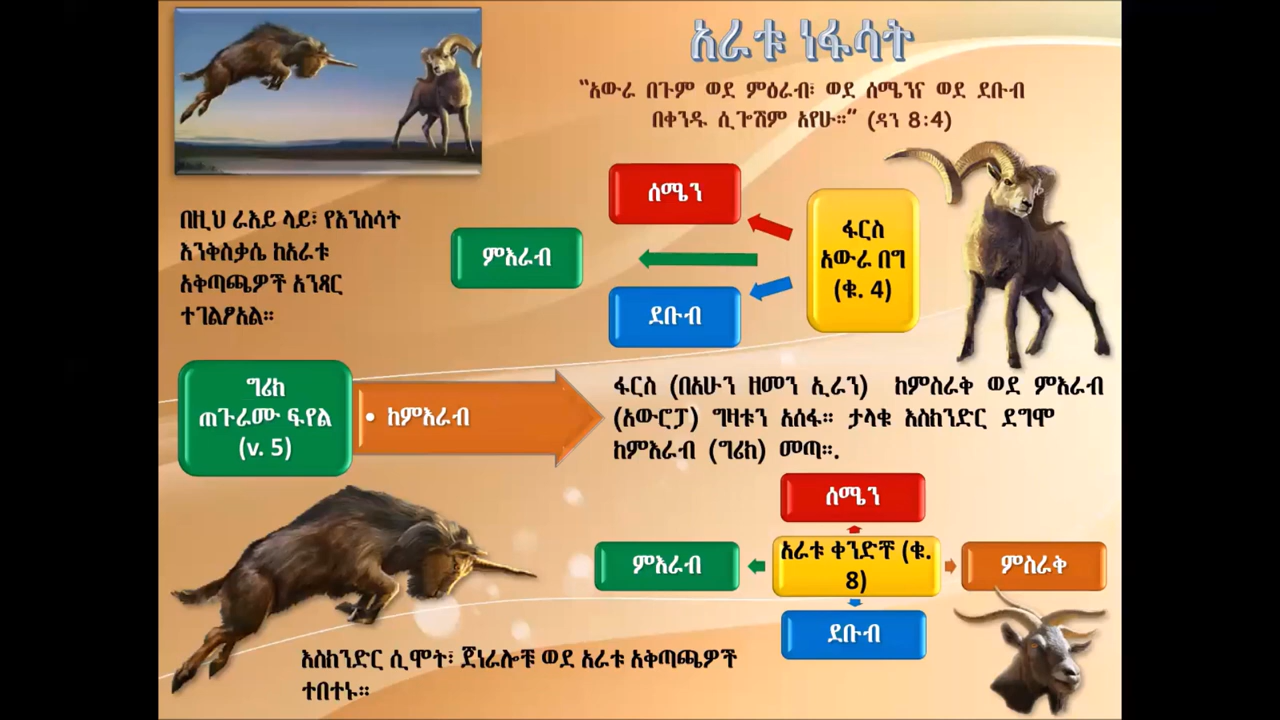 አራቱ ነፋሳት
“አውራ በጉም ወደ ምዕራብ፥ ወደ ሰሜንና ወደ ደቡብ
በቀንዱ ሲጐሽም አየሁ።” (ዳን 8:4)
በዚህ ራእይ ላይ፣ የእንስሳት
እንቅስቃሴ ከአራቱ
አቅጣጫዎች አንጻር
ተገልፆአል።
ሰሜን
ምእራብ
ደቡብ
ፋርስ
አውራ በግ
(ቁ. 4)
ግሪክ
ጠጉራሙ ፍየል
(v. 5)
• ከምእራብ
ፋርስ (በአሁን ዘመን ኢራን) ከምስራቅ ወደ ምእራብ
(አውሮፓ) ግዛቱን አሰፋ። ታላቁ እስክንድር ደግሞ
ከምእራብ (ግሪክ) መጣ።.
ሰሜን
ምእራብ
አራቱ ቀንድቸ (ቁ.
8)
ምስራቅ
ደቡብ
እስክንድር ሲሞት፣ ጀነራሎቹ ወደ አራቱ አቅጣጫዎች
ተበተኑ።